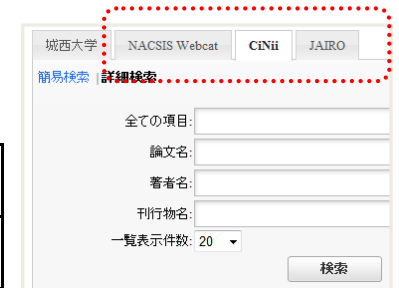 城西大学 NACSIS Webcat CiNii JAIRO
簡易検索 | 詳細検索
全ての項目:
論文名:
著者名:
刊行物名:
一覧表示件数: 20
検索